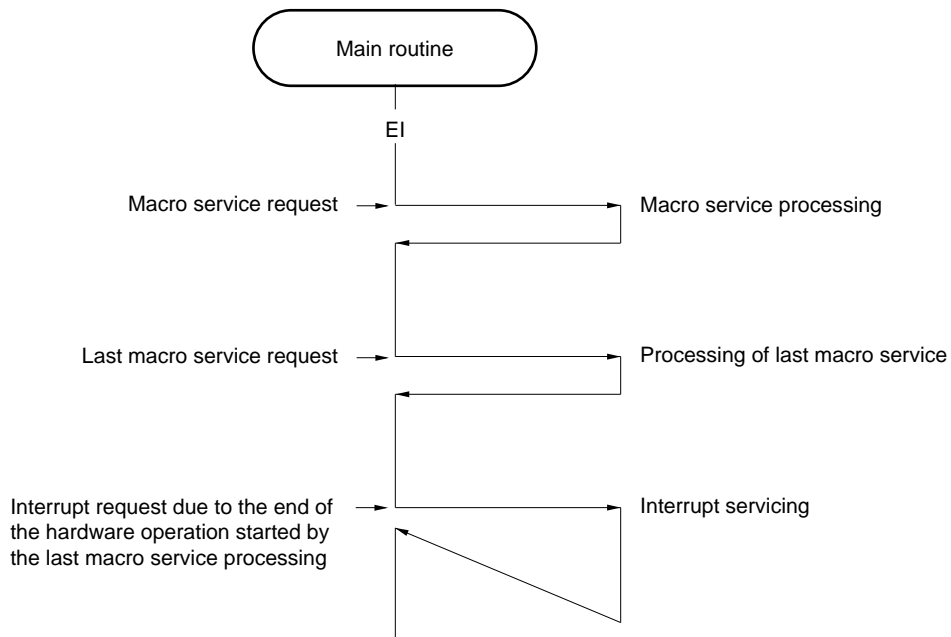 Main routine
EI
Macro service request
Macro service processing
Last macro service request
Processing of last macro service
Interrupt request due to the end of
the hardware operation started by
the last macro service processing
Interrupt servicing